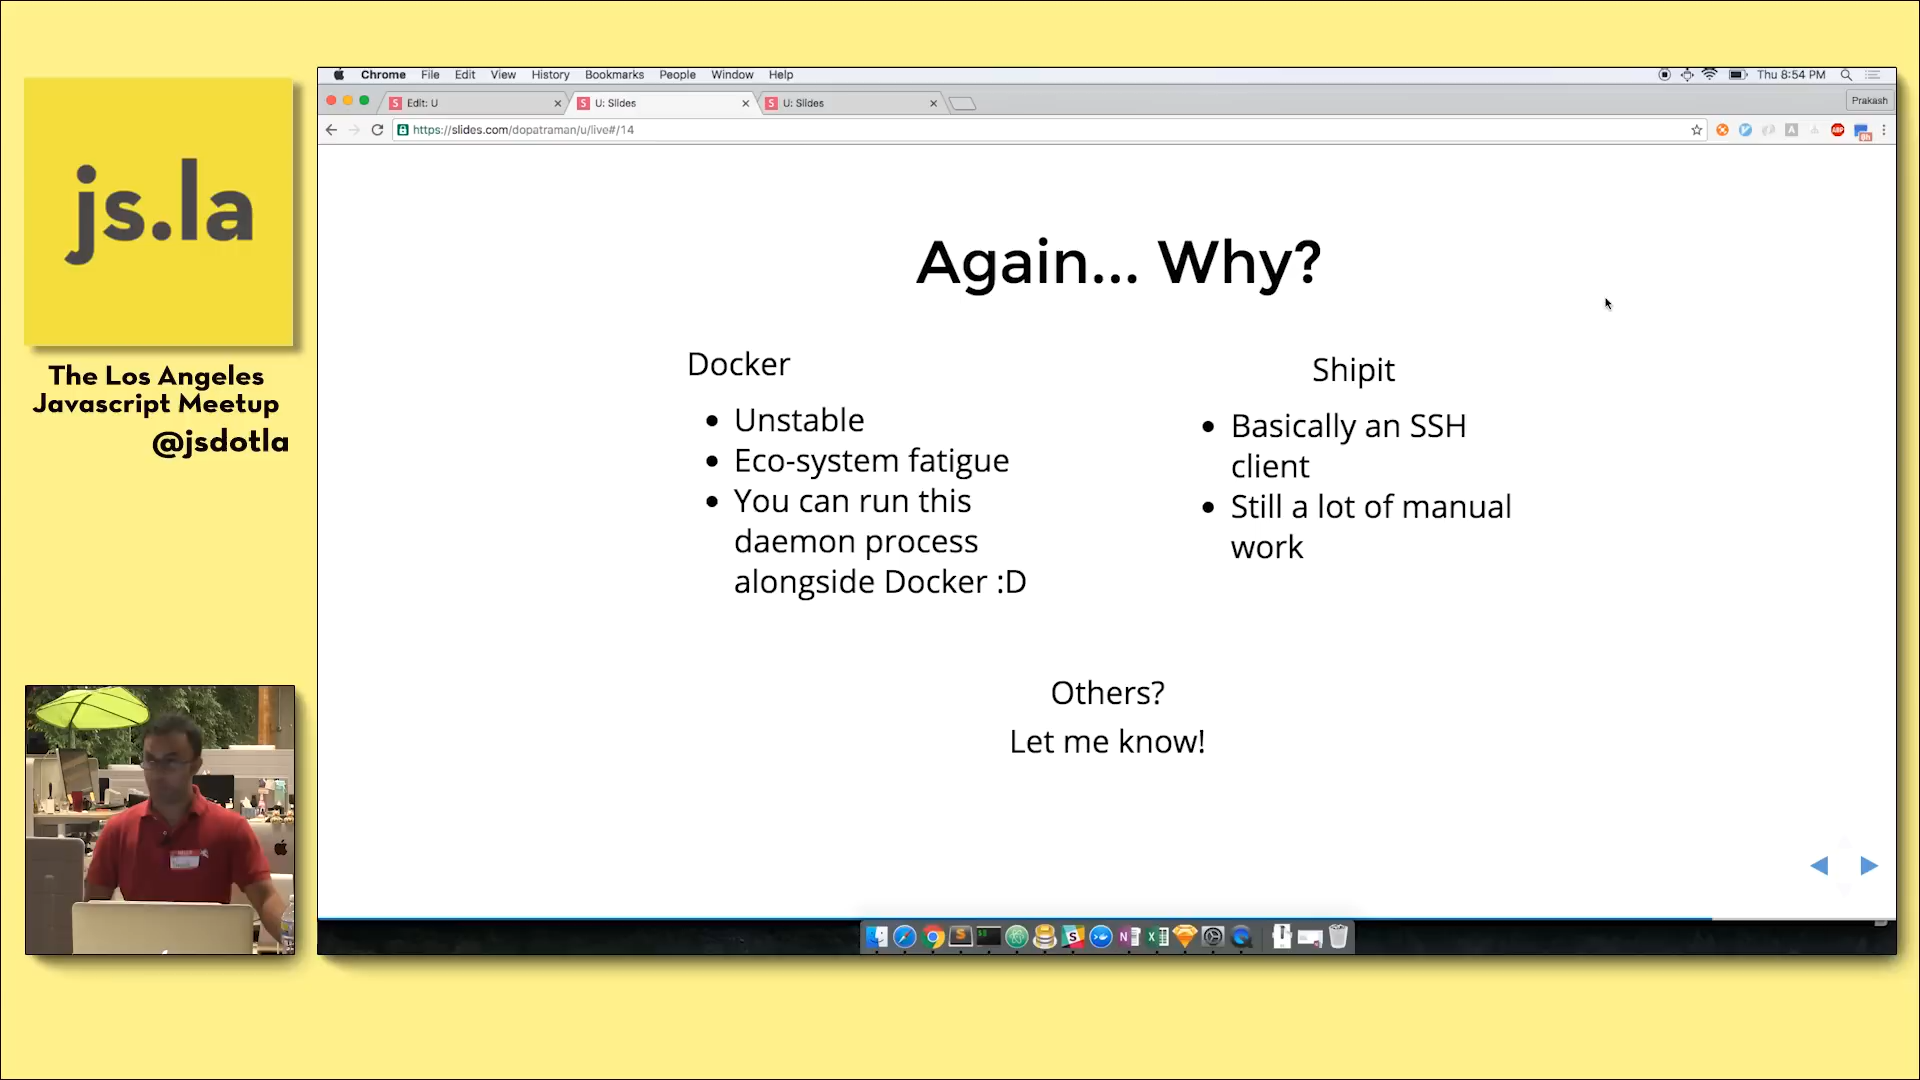 js.la
The Los Angeles
Javascript Meetup
@jsdotla
Chrome File Edit View History Bookmarks People Window Help
Thu 8:54 PM
Edit: U
U: Slides
U: Slides
Prakash
https://slides.com/dopatraman/u/live#/14
Again... Why?
Docker
• Unstable
• Eco-system fatigue
• You can run this
daemon process
alongside Docker :D
Shipit
• Basically an SSH
client
• Still a lot of manual
work
Others?
Let me know!